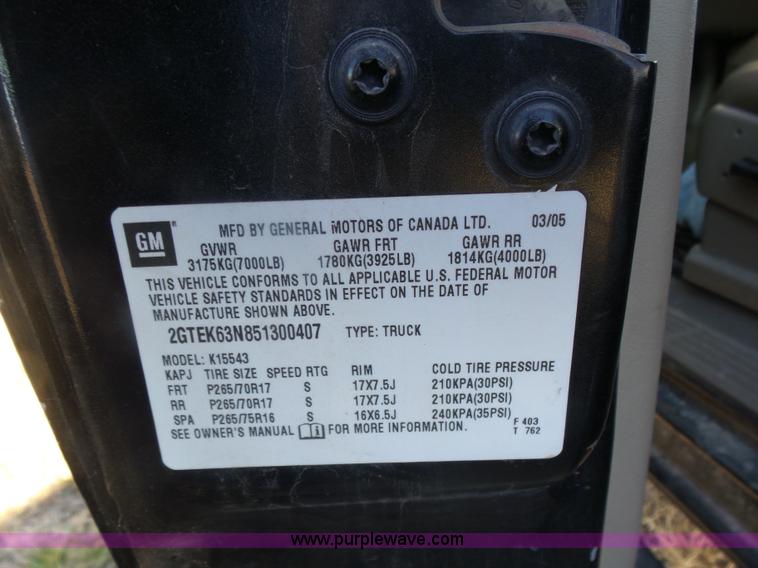 GM
MFD BY GENERAL MOTORS OF CANADA LTD. 03/05
GVWR GAWR FRT GAWR RR
3175KG(7000LB) 1780KG(3925LB) 1814KG(4000LB)
THIS VEHICLE CONFORMS TO ALL APPLICABLE U.S. FEDERAL MOTOR
VEHICLE SAFETY STANDARDS IN EFFECT ON THE DATE OF
MANUFACTURE SHOWN ABOVE.
2GTEK63N851300407 TYPE: TRUCK
MODEL: K15543
KAPJ TIRE SIZE SPEED RTG RIM COLD TIRE PRESSURE
FRT P265/70R17 S 17X7.5J 210KPA(30PSI)
RR P265/70R17 S 17X7.5J 210KPA(30PSI)
SPA P265/75R16 S 16X6.5J 240KPA(35PSI)
SEE OWNER'S MANUAL i FOR MORE INFORMATION.
F 403
T 762
www.purplewave.com